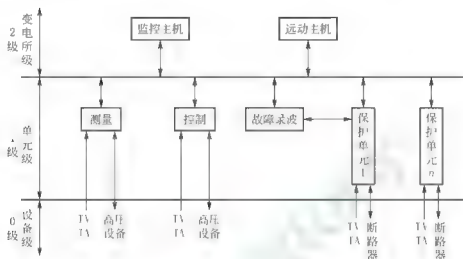 2级 变电所级
监控主机
远动主机
1级 单元级
测量
控制
故障录波
保护单元1
保护单元n
0级 设备级
TV
TA
高压
设备
TV
TA
高压
设备
TV
TA
断路器
TV
TA
断路器